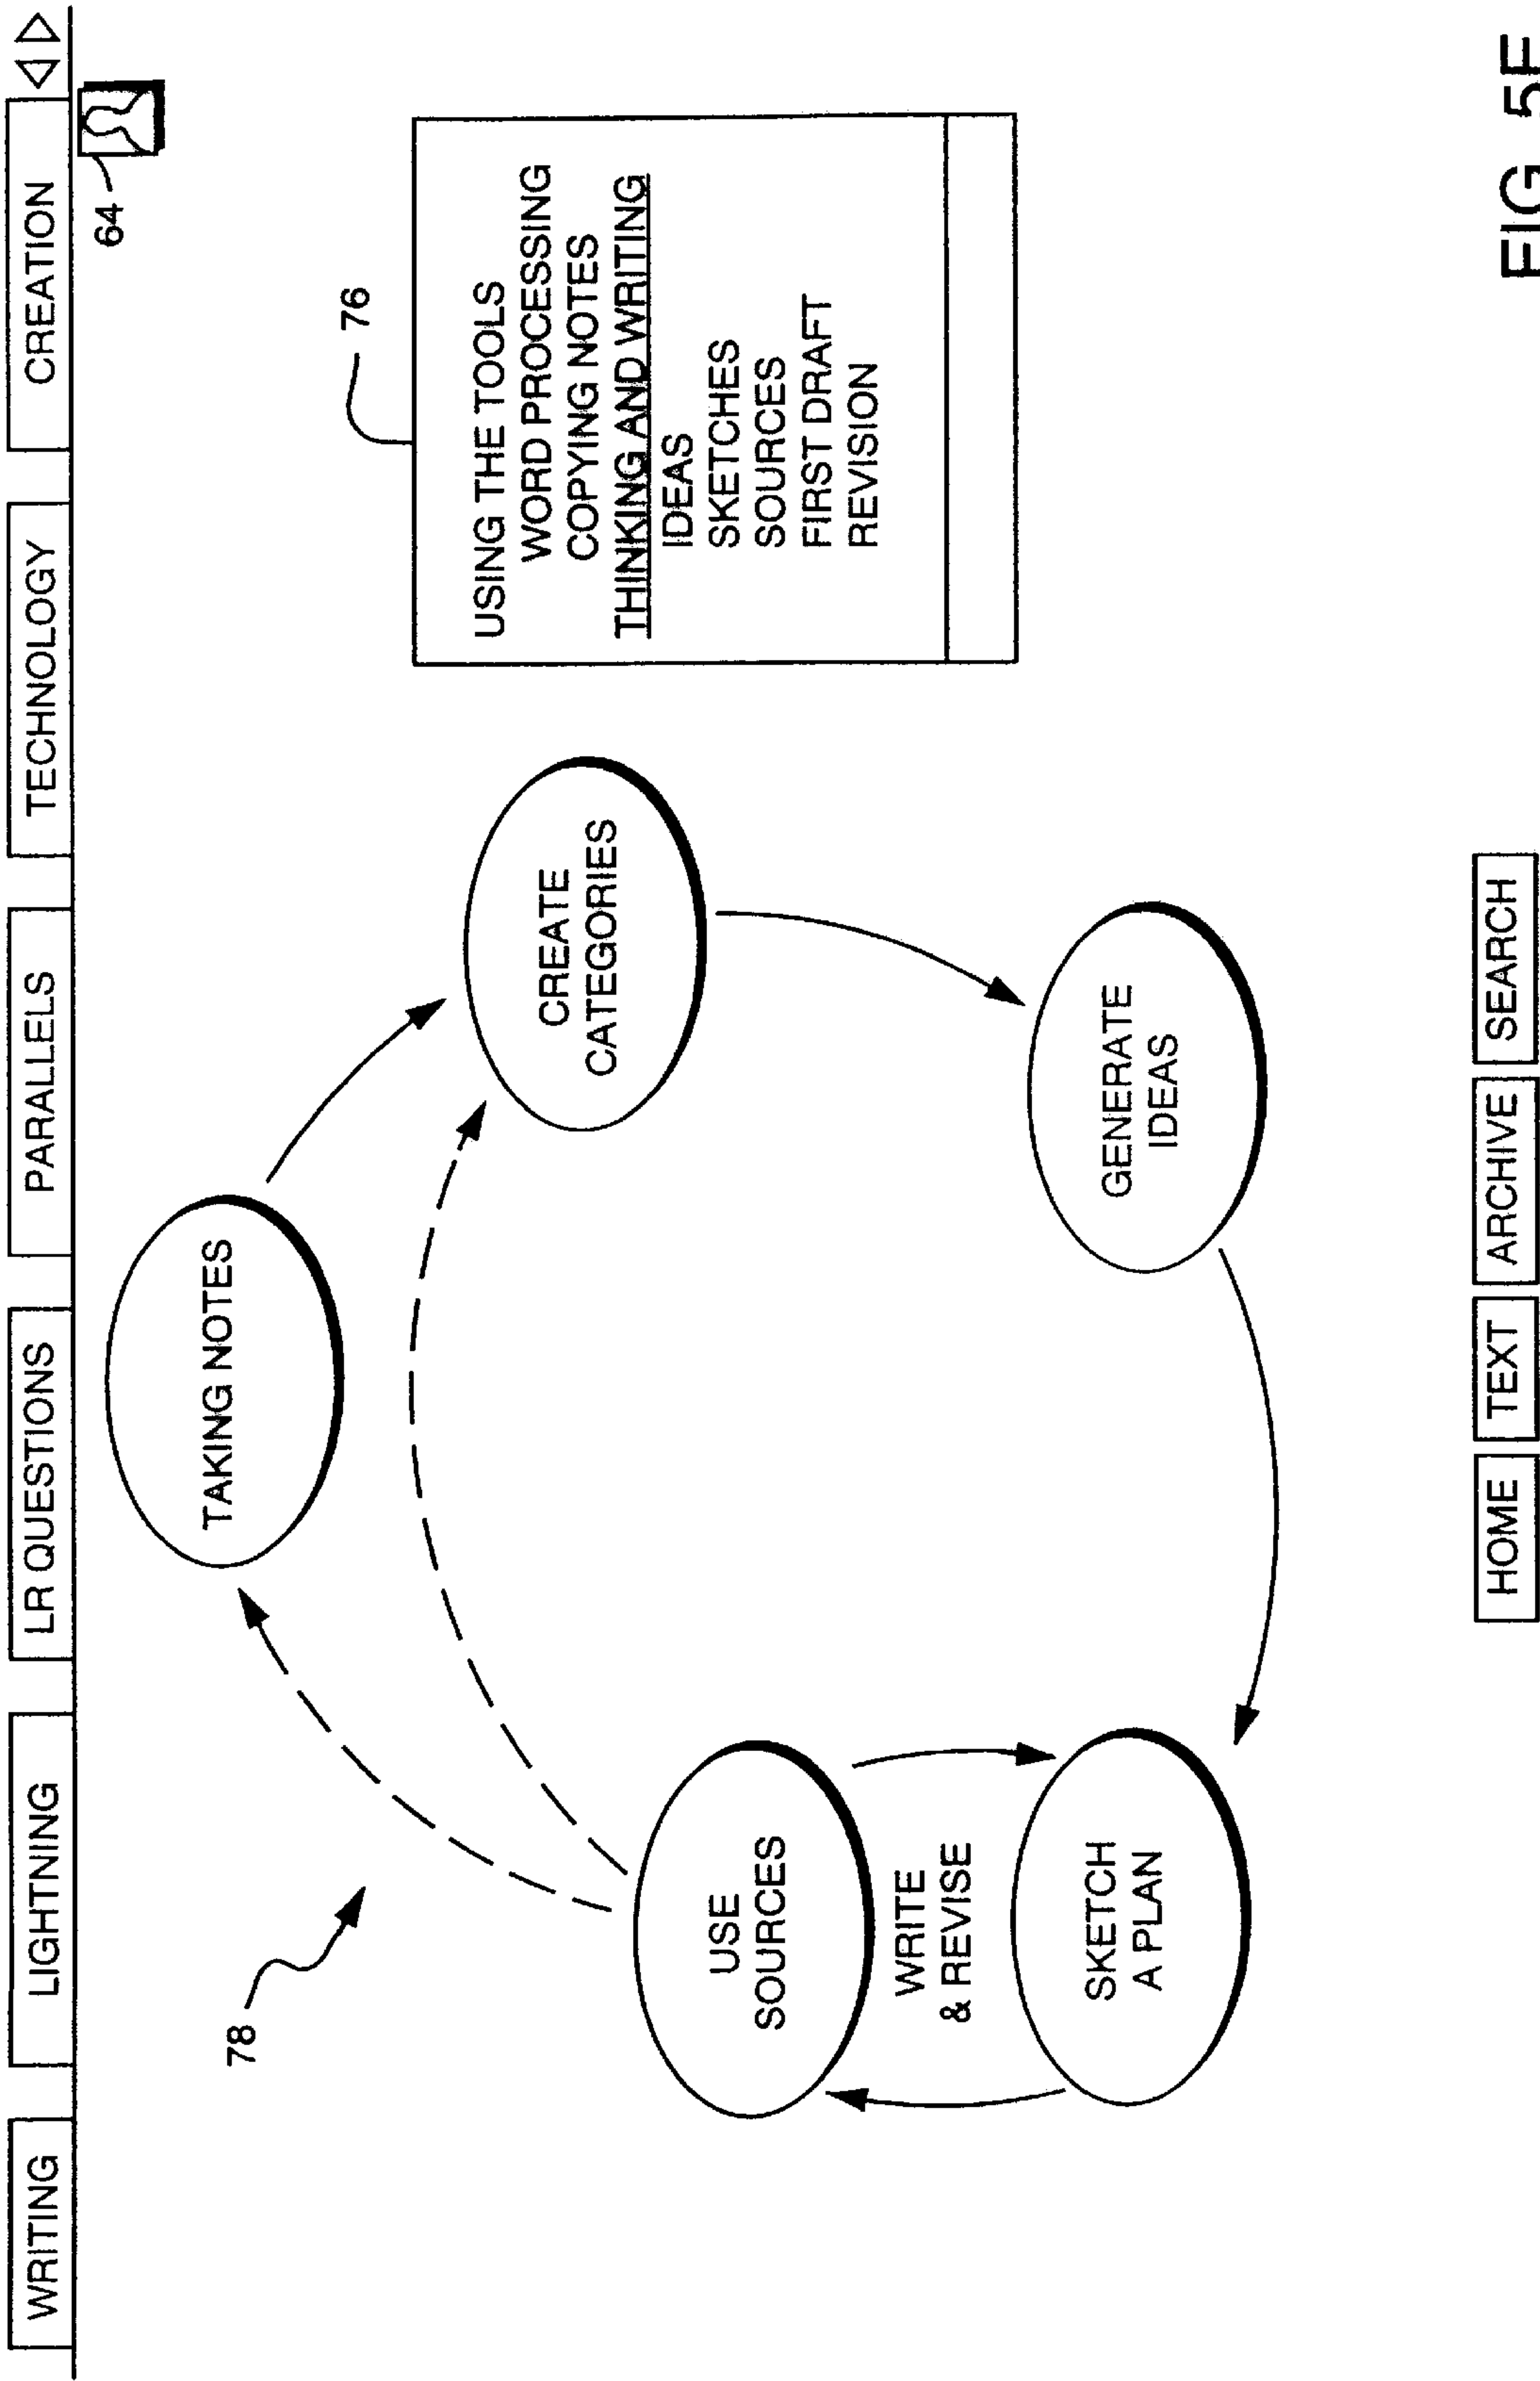 WRITING
LIGHTNING
LR QUESTIONS
PARALLELS
TECHNOLOGY
CREATION
64
78
TAKING NOTES
76
USING THE TOOLS
WORD PROCESSING
COPYING NOTES
THINKING AND WRITING
IDEAS
SKETCHES
SOURCES
FIRST DRAFT
REVISION
CREATE
CATEGORIES
USE
SOURCES
WRITE
& REVISE
SKETCH
A PLAN
GENERATE
IDEAS
HOME
TEXT
ARCHIVE
SEARCH
FIG. 5F